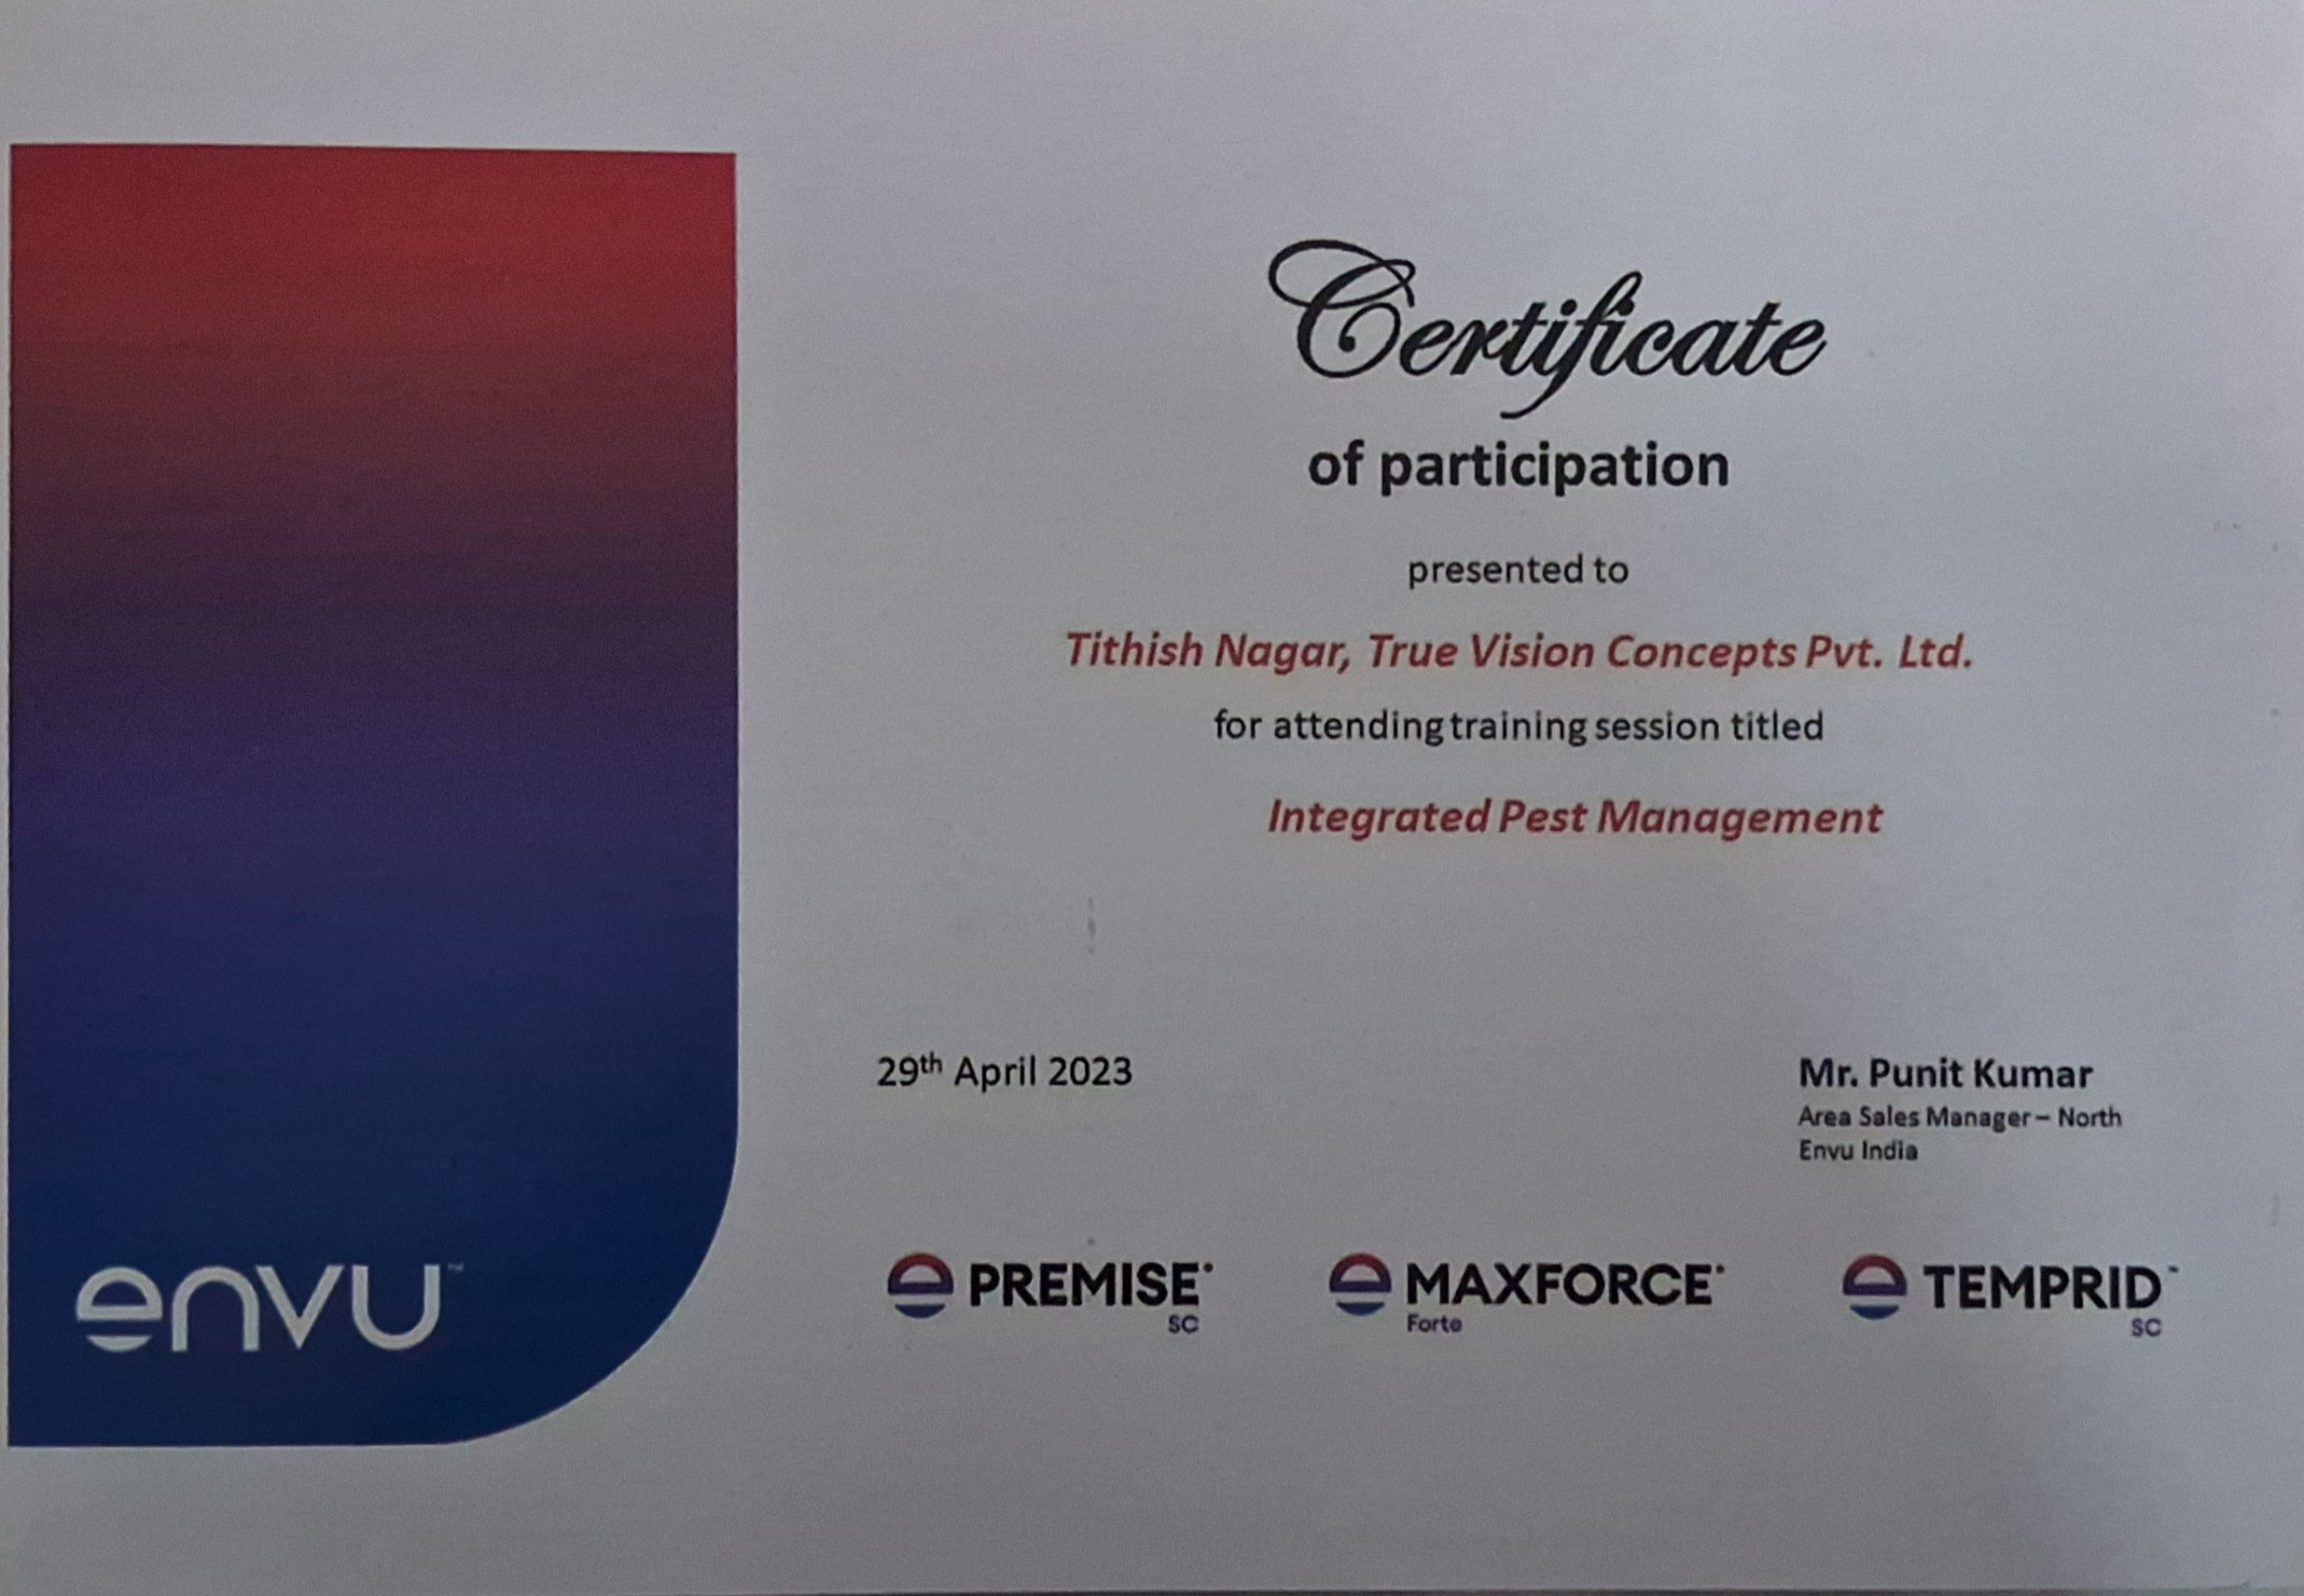 Certificate
of participation
presented to
Tithish Nagar, True Vision Concepts Pvt. Ltd.
for attending training session titled
Integrated Pest Management
29th April 2023
Mr. Punit Kumar
Area Sales Manager – North
Envu India
envu™
PREMISE®
SC
MAXFORCE®
Forte
TEMPRID™
SC